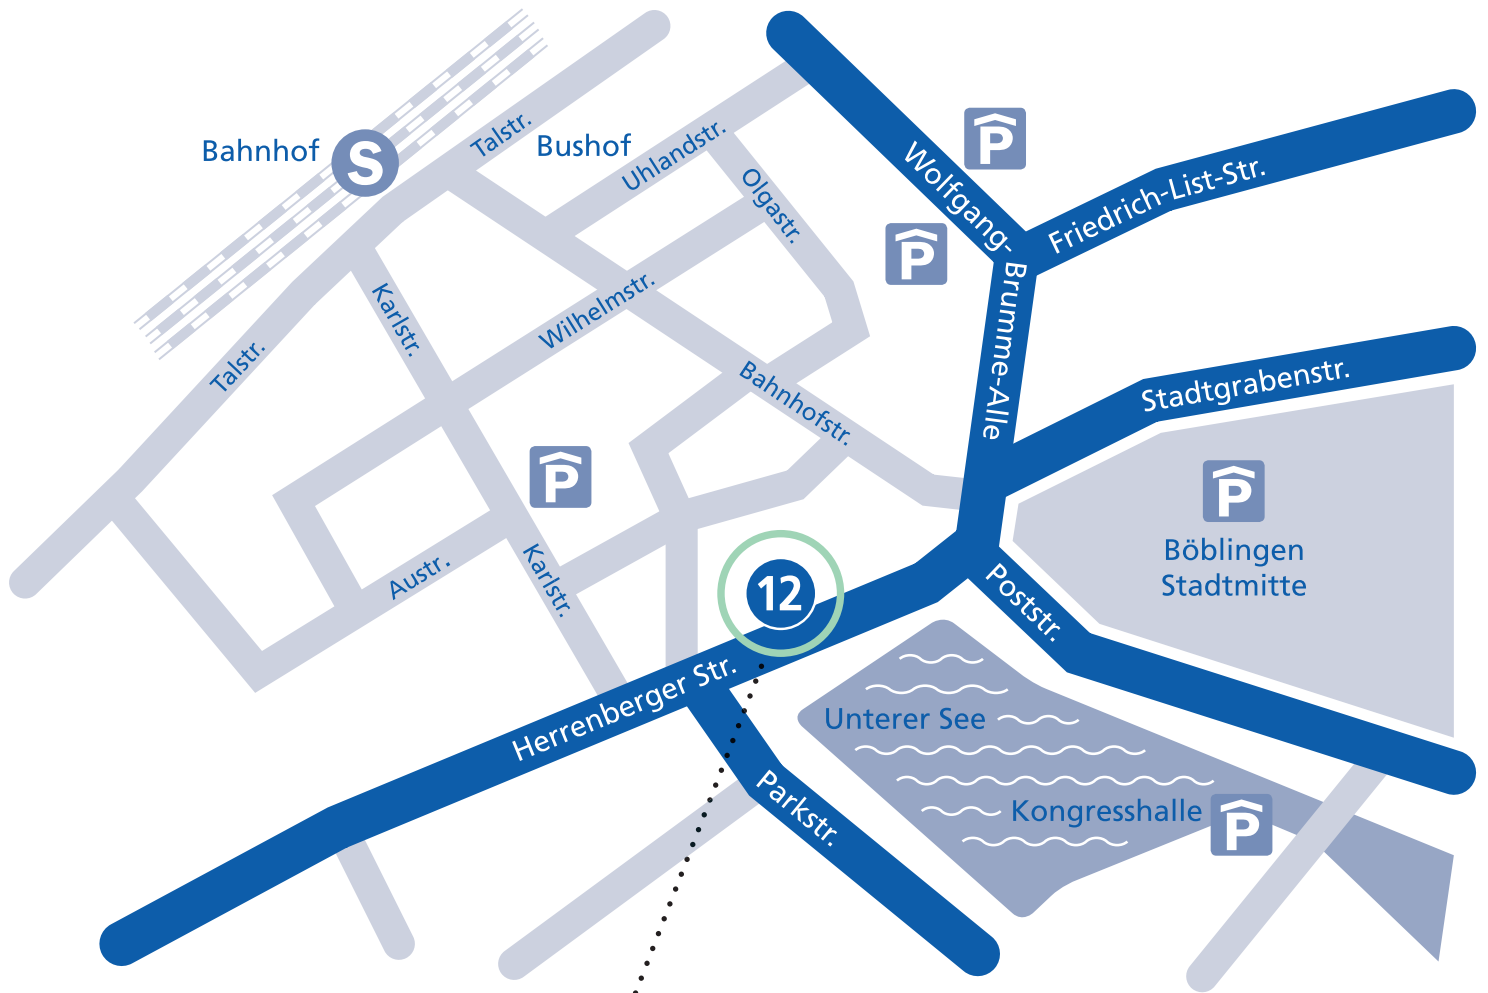 Bahnhof
S
Talstr.
Bushof
Uhlandstr.
Olgastr.
P
Wolfgang-
Friedrich-List-Str.
P
Brumme-Alle
Karlstr.
Wilhelmstr.
Talstr.
Bahnhofstr.
Stadtgrabenstr.
P
P
Böblingen
Stadtmitte
Austr.
Karlstr.
12
Poststr.
Herrenberger Str.
Unterer See
Parkstr.
Kongresshalle
P